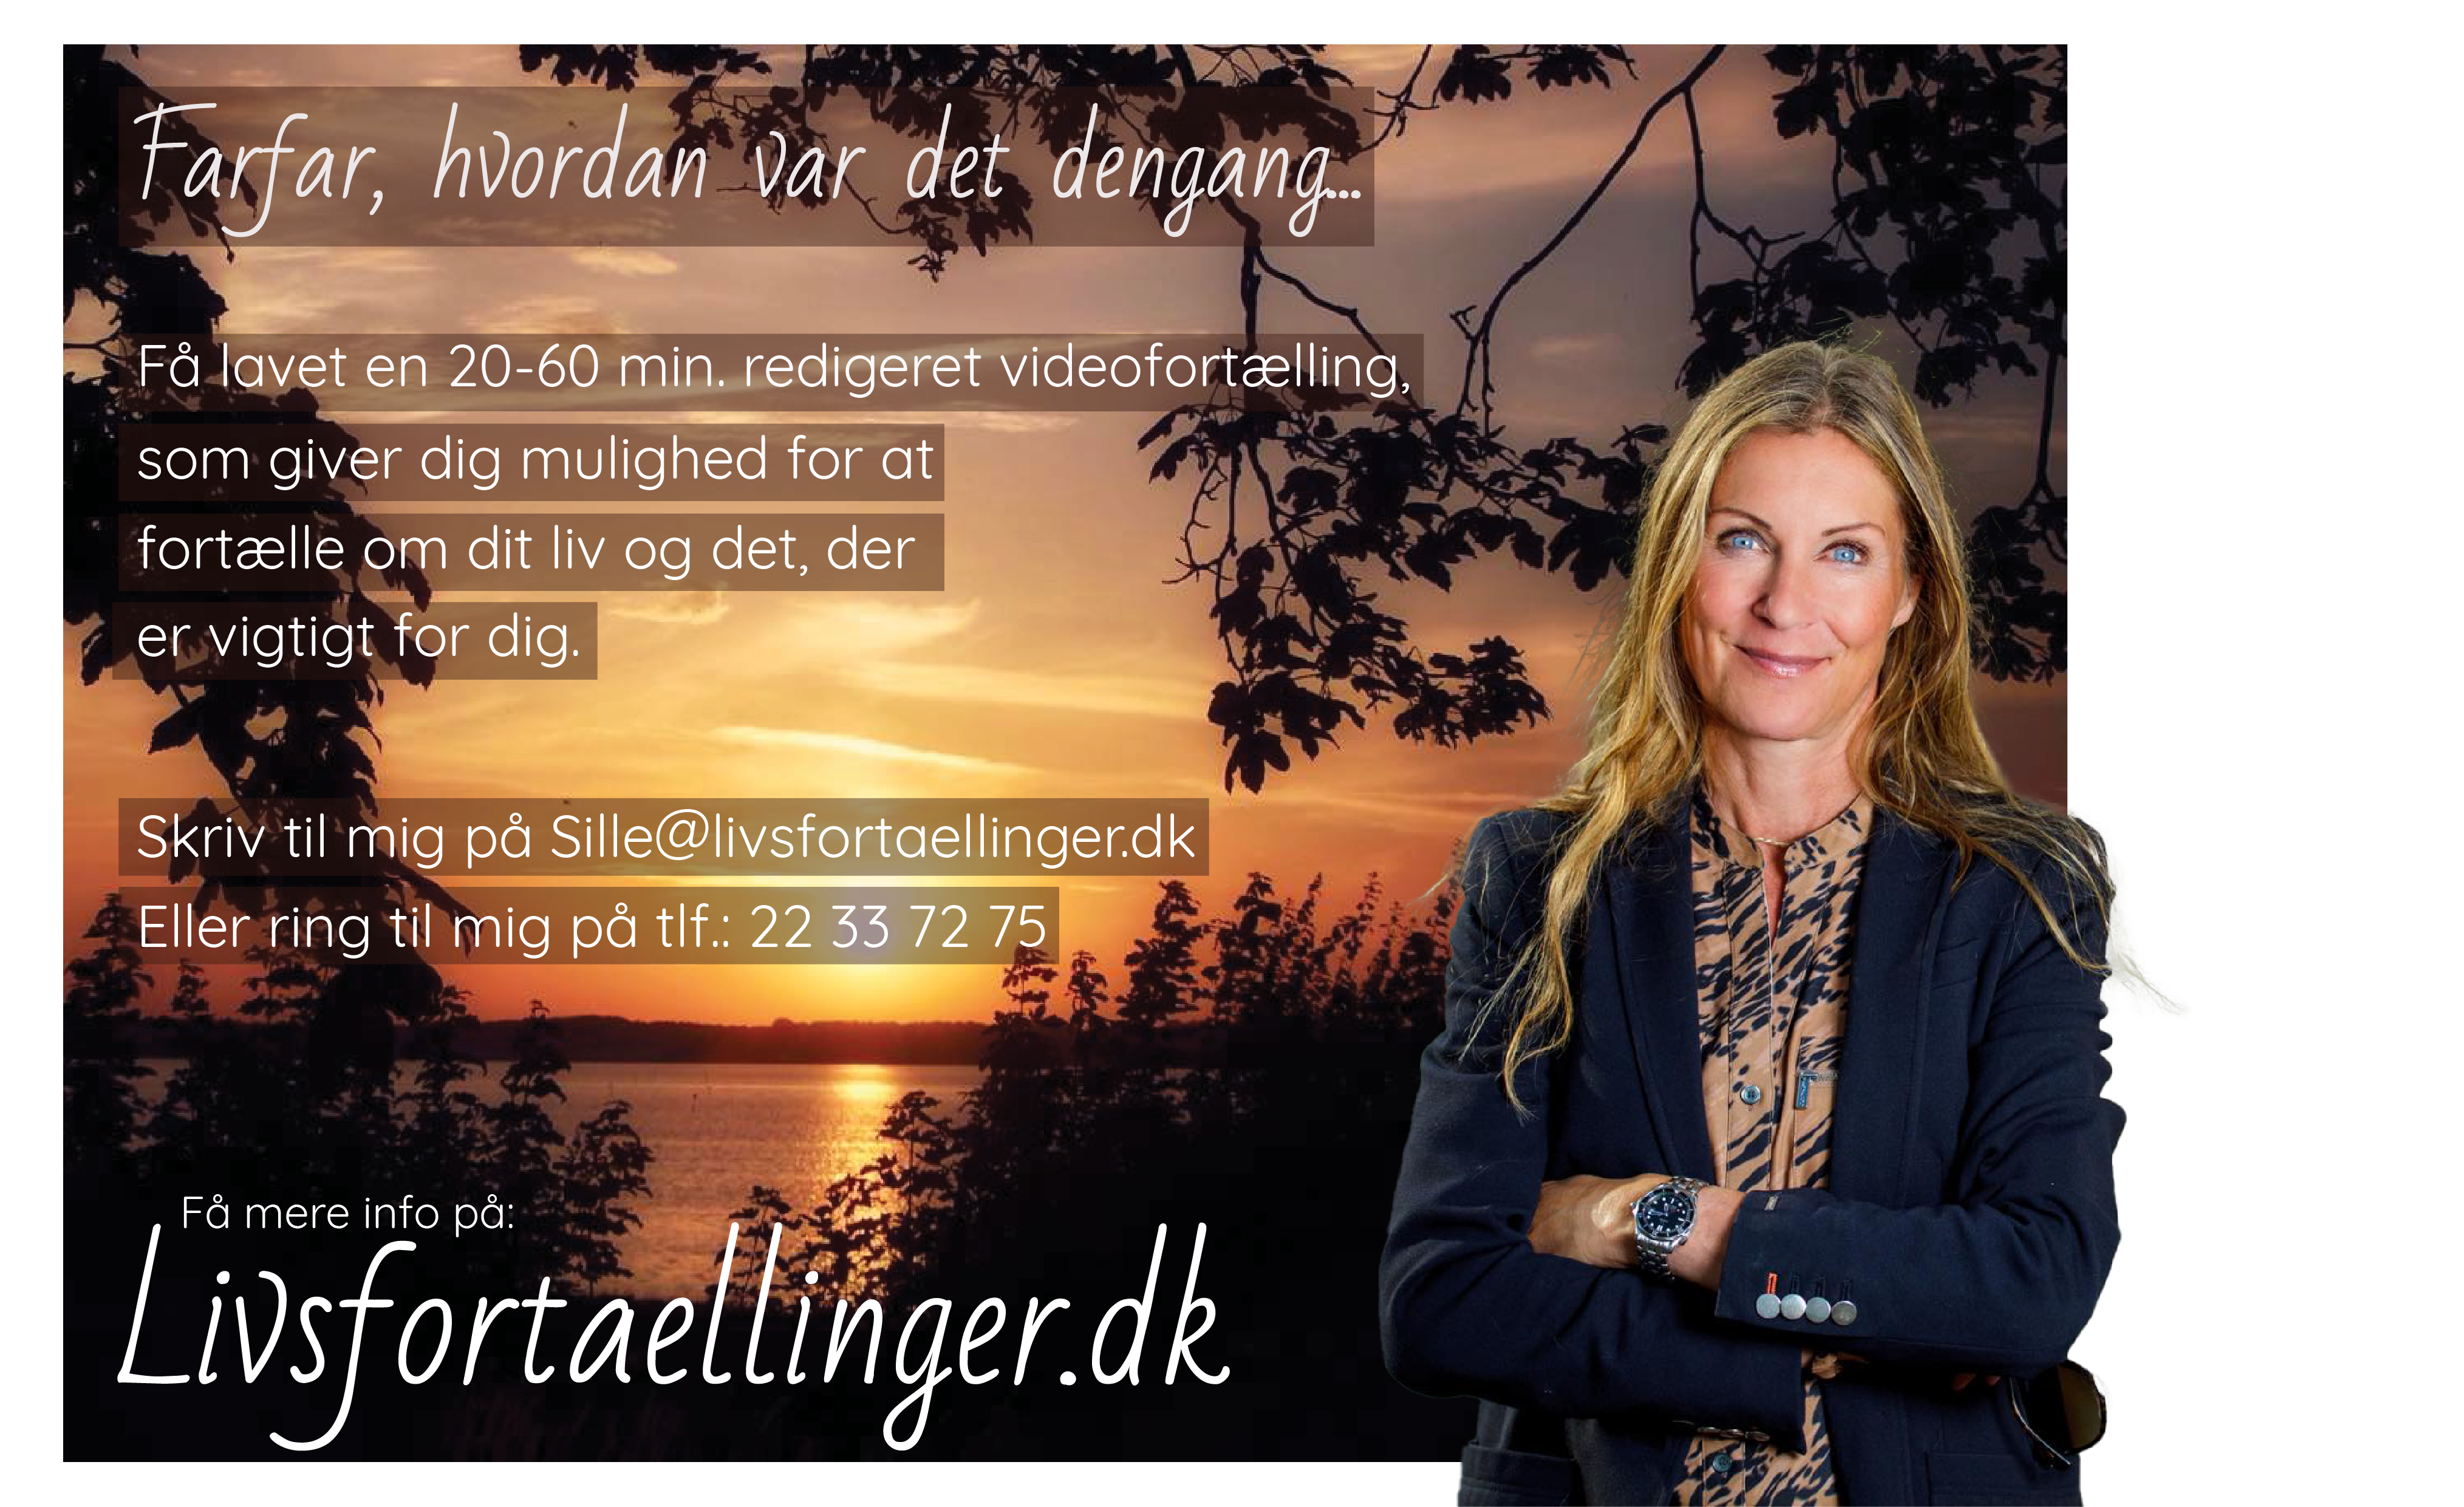 Farfar, hvordan var det dengang...
Få lavet en 20-60 min. redigeret videofortælling,
som giver dig mulighed for at
fortælle om dit liv og det, der
er vigtigt for dig.
Skriv til mig på Sille@livsfortaellinger.dk
Eller ring til mig på tlf.: 22 33 72 75
Få mere info på:
Livsfortaellinger.dk